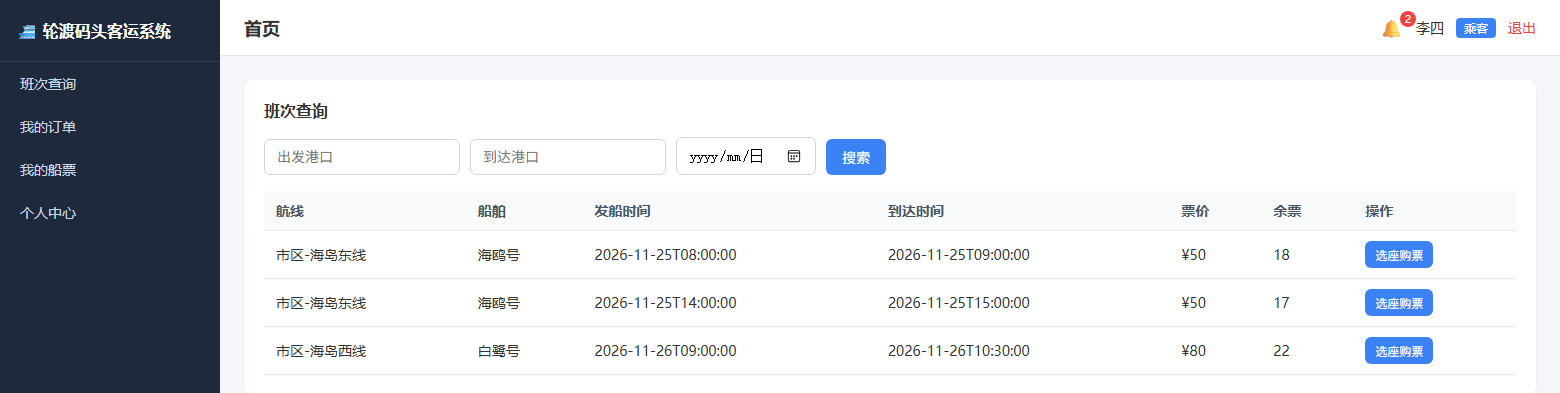 轮渡码头客运系统
班次查询
我的订单
我的船票
个人中心
首页
2
李四 乘客 退出
班次查询
出发港口 到达港口 yyyy/mm/日 搜索
航线 船舶 发船时间 到达时间 票价 余票 操作
市区-海岛东线 海鸥号 2026-11-25T08:00:00 2026-11-25T09:00:00 ¥50 18 选座购票
市区-海岛东线 海鸥号 2026-11-25T14:00:00 2026-11-25T15:00:00 ¥50 17 选座购票
市区-海岛西线 白鹭号 2026-11-26T09:00:00 2026-11-26T10:30:00 ¥80 22 选座购票